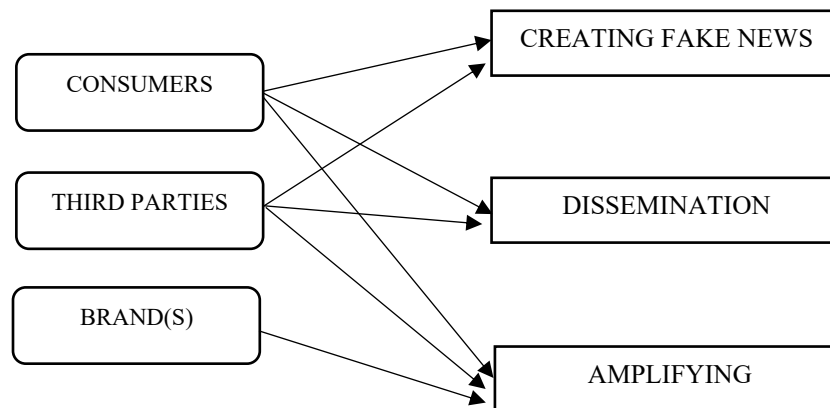 CREATING FAKE NEWS
CONSUMERS
THIRD PARTIES
DISSEMINATION
BRAND(S)
AMPLIFYING